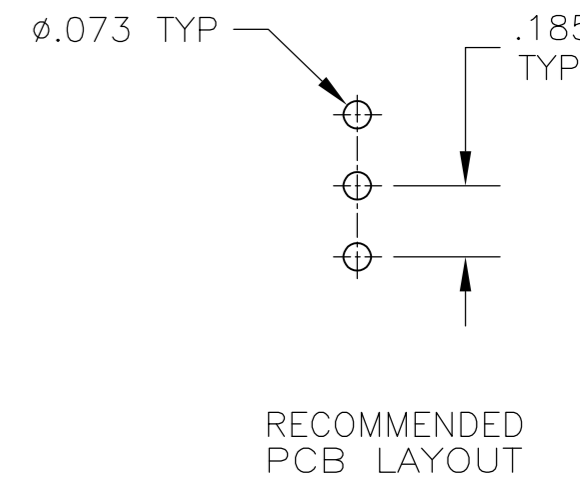 ø.073 TYP
.185
TYP
RECOMMENDED
PCB LAYOUT